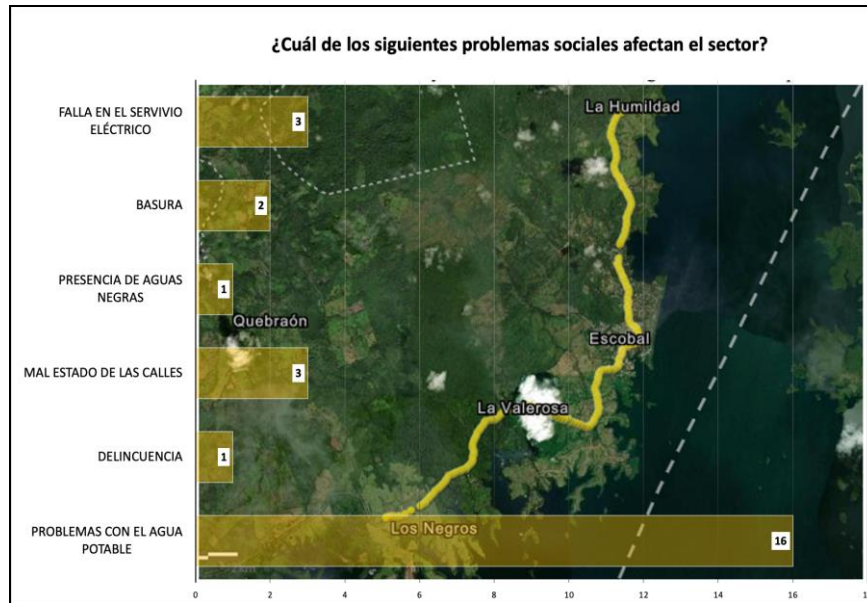 ¿Cuál de los siguientes problemas sociales afectan el sector?
La Humildad
FALLA EN EL SERVIVIO
ELÉCTRICO
3
BASURA
2
PRESENCIA DE AGUAS
NEGRAS
1
Quebraón
Escobal
MAL ESTADO DE LAS CALLES
3
La Valerosa
DELINCUENCIA
1
Los Negros
PROBLEMAS CON EL AGUA
POTABLE
16
0 2 4 6 8 10 12 14 16